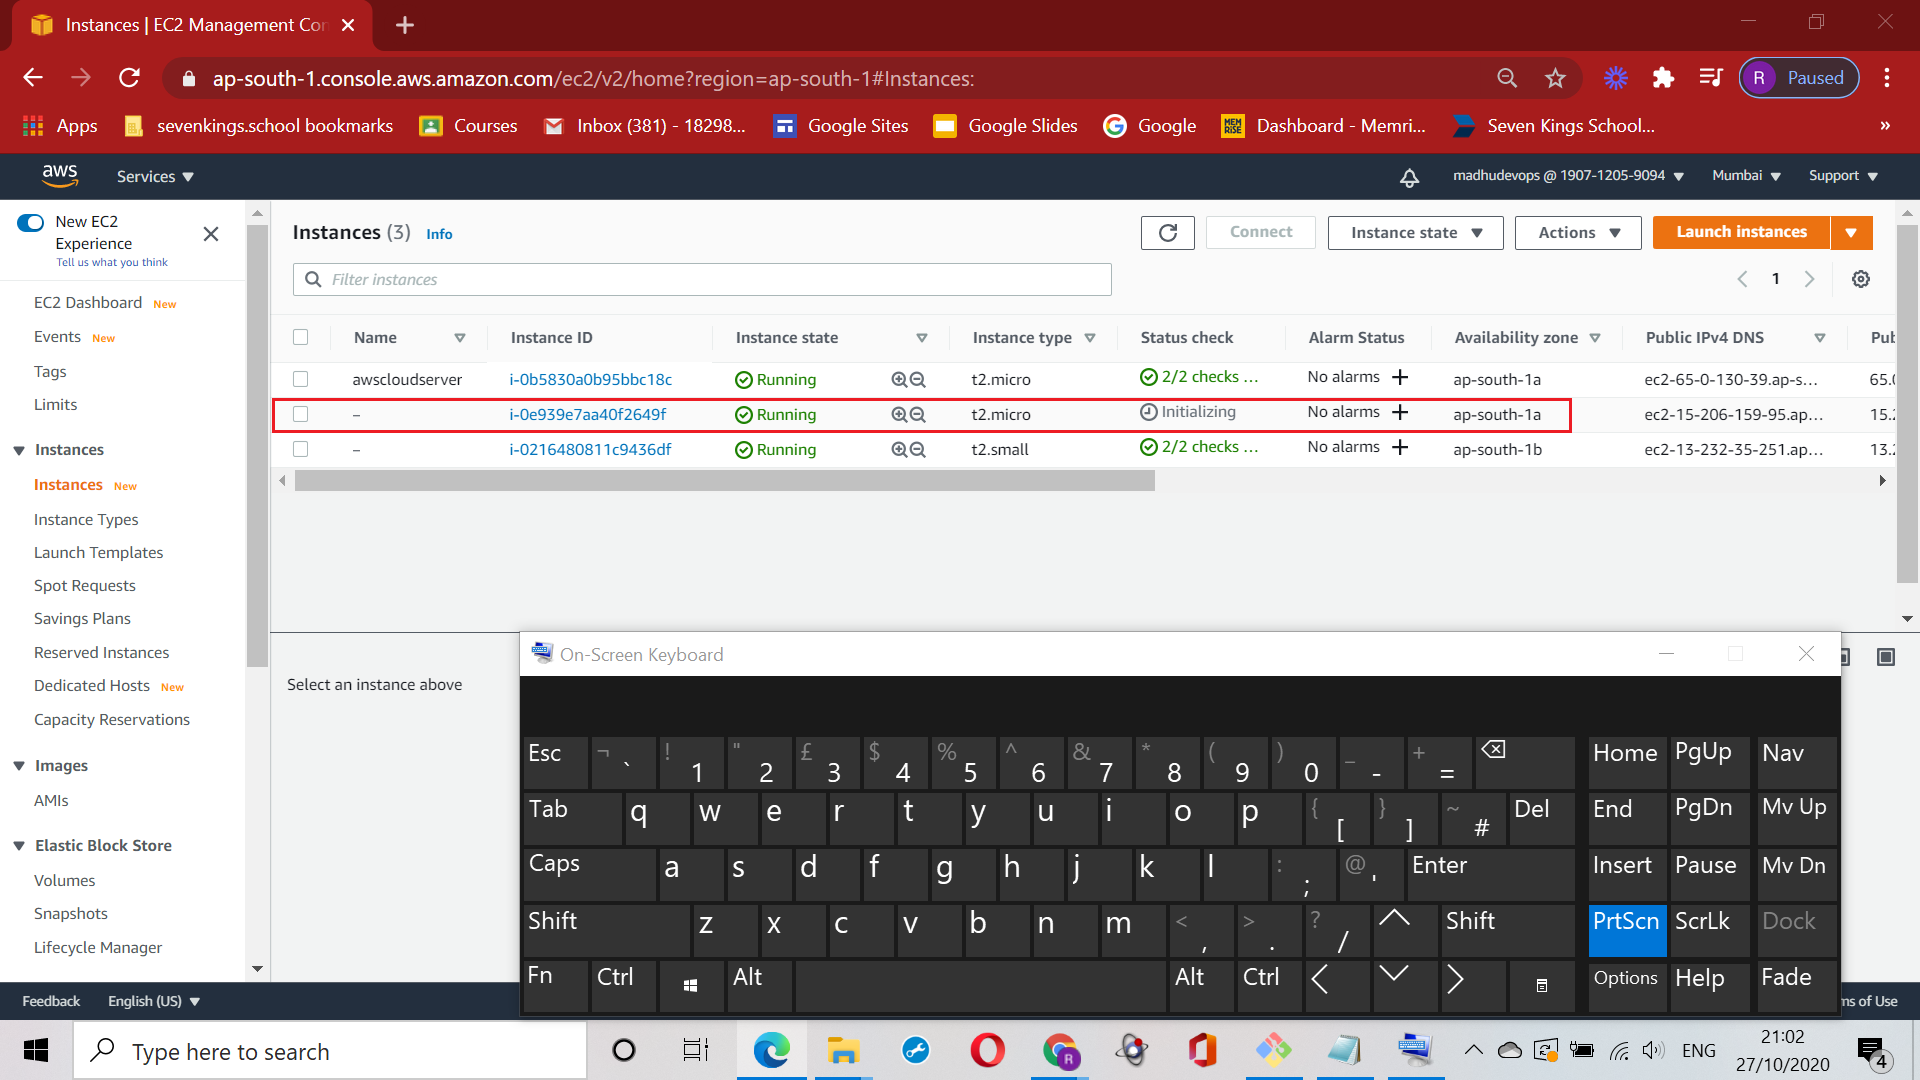 Instances | EC2 Management Con
ap-south-1.console.aws.amazon.com/ec2/v2/home?region=ap-south-1#Instances:
R Paused
Apps sevenkings.school bookmarks Courses Inbox (381) - 18298... Google Sites Google Slides Google Dashboard - Memri... Seven Kings School... »
aws Services madhudevops @ 1907-1205-9094 Mumbai Support
New EC2
Experience
Tell us what you think
EC2 Dashboard New
Events New
Tags
Limits
Instances
Instances New
Instance Types
Launch Templates
Spot Requests
Savings Plans
Reserved Instances
Dedicated Hosts New
Capacity Reservations
Images
AMIs
Elastic Block Store
Volumes
Snapshots
Lifecycle Manager
Instances (3) Info Connect Instance state Actions Launch instances
Filter instances 1
Name Instance ID Instance state Instance type Status check Alarm Status Availability zone Public IPv4 DNS Pub
awscloudserver i-0b5830a0b95bbc18c Running t2.micro 2/2 checks ... No alarms + ap-south-1a ec2-65-0-130-39.ap-s... 65.0
– i-0e939e7aa40f2649f Running t2.micro Initializing No alarms + ap-south-1a ec2-15-206-159-95.ap... 15.2
– i-0216480811c9436df Running t2.small 2/2 checks ... No alarms + ap-south-1b ec2-13-232-35-251.ap... 13.2
Select an instance above
On-Screen Keyboard
Esc ¬ ` ! 1 " 2 £ 3 $ 4 % 5 ^ 6 & 7 * 8 ( 9 ) 0 _ - + = Home PgUp Nav
Tab q w e r t y u i o p { [ } ] ~ # Del End PgDn Mv Up
Caps a s d f g h j k l : ; @ ' Enter Insert Pause Mv Dn
Shift z x c v b n m < , > . ? / Shift PrtScn ScrLk Dock
Fn Ctrl Alt Alt Ctrl Options Help Fade
Feedback English (US) ms of Use
Type here to search R ENG 21:02
27/10/2020 4